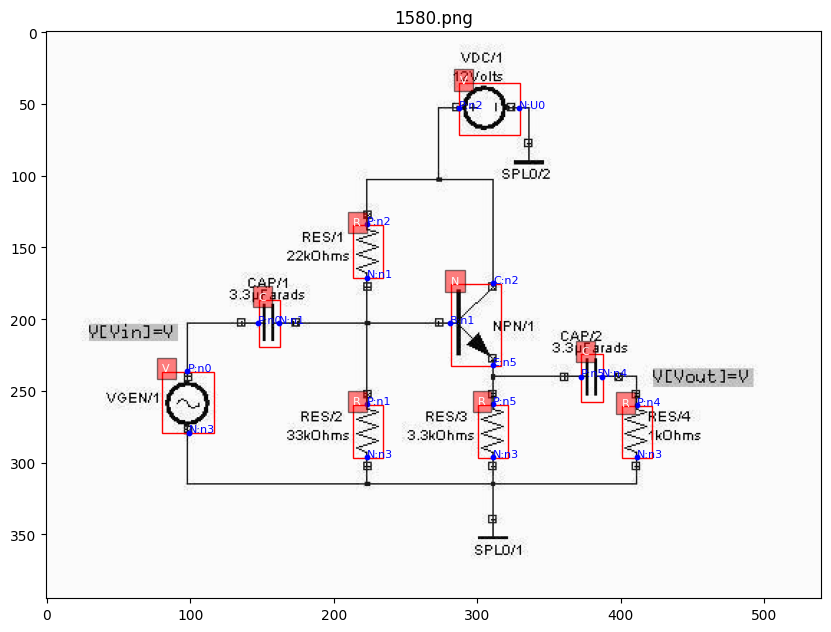 1580.png
VDC/1
12Volts
V
P:n2
N:U0
SPL0/2
R
P:n2
RES/1
22kOhms
N:n1
N
C:n2
CAP/1
3.3µFarads
C
P:n0
N:n1
B:n1
NPN/1
E:n5
V[Vin]=V
CAP/2
3.3µFarads
C
P:n5
N:n4
V[Vout]=V
V
P:n0
VGEN/1
N:n3
R
P:n1
RES/2
33kOhms
N:n3
R
P:n5
RES/3
3.3kOhms
N:n3
R
P:n4
RES/4
1kOhms
N:n3
SPL0/1
0
50
100
150
200
250
300
350
0
100
200
300
400
500